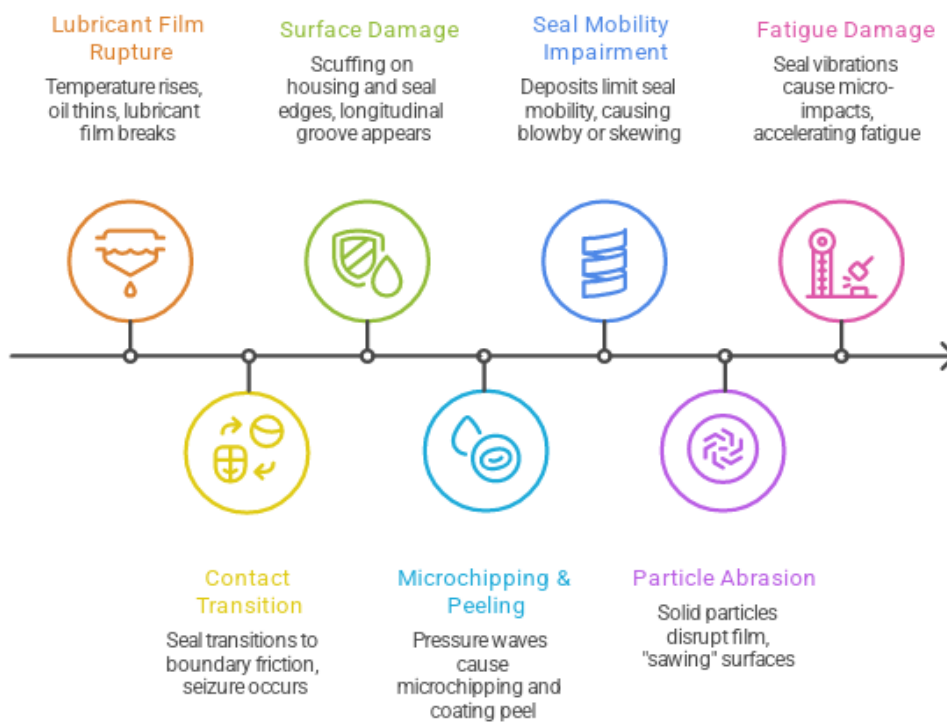 Lubricant Film
Rupture
Temperature rises,
oil thins, lubricant
film breaks
Surface Damage
Scuffing on
housing and seal
edges, longitudinal
groove appears
Seal Mobility
Impairment
Deposits limit seal
mobility, causing
blowby or skewing
Fatigue Damage
Seal vibrations
cause micro-
impacts,
accelerating fatigue
Contact
Transition
Seal transitions to
boundary friction,
seizure occurs
Microchipping &
Peeling
Pressure waves
cause
microchipping and
coating peel
Particle Abrasion
Solid particles
disrupt film,
"sawing" surfaces